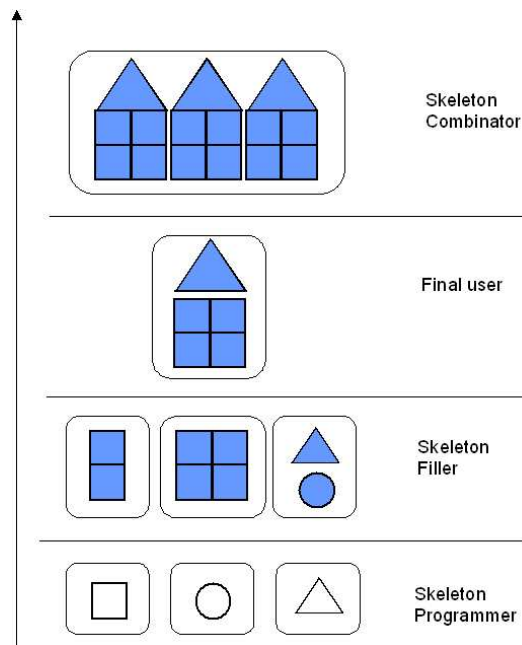 Skeleton
Combinator
Final user
Skeleton
Filler
Skeleton
Programmer